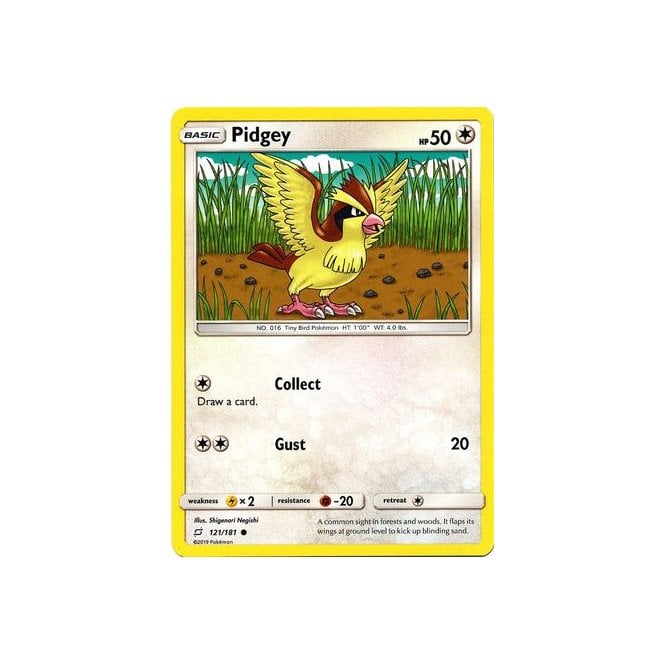 BASIC Pidgey HP 50
NO. 016 Tiny Bird Pokémon HT: 1'00" WT: 4.0 lbs.
Collect
Draw a card.
Gust 20
weakness ×2 resistance -20 retreat
Illus. Shigenori Negishi
121/181
©2019 Pokémon
A common sight in forests and woods. It flaps its
wings at ground level to kick up blinding sand.